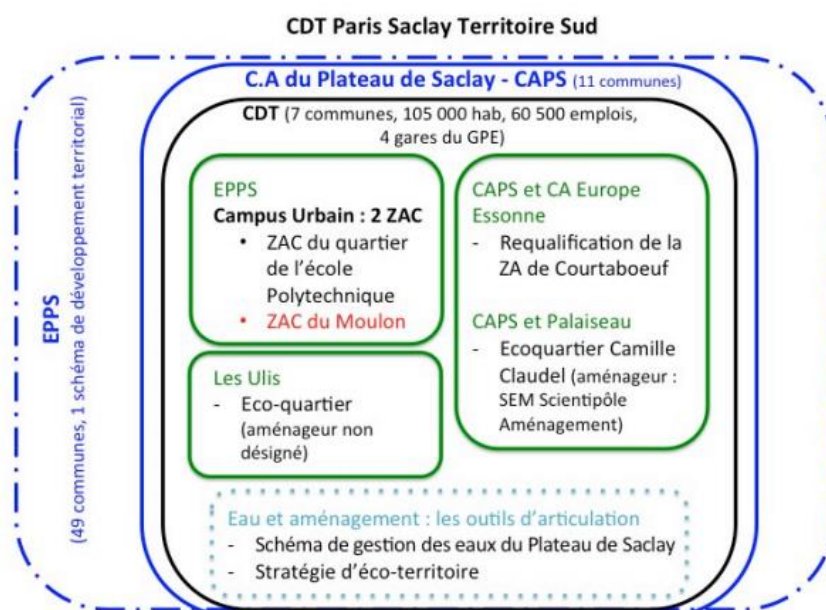 CDT Paris Saclay Territoire Sud
C.A du Plateau de Saclay - CAPS (11 communes)
CDT (7 communes, 105 000 hab, 60 500 emplois,
4 gares du GPE)
EPPS
(49 communes, 1 schéma de développement territorial)
EPPS
Campus Urbain : 2 ZAC
• ZAC du quartier
de l'école
Polytechnique
• ZAC du Moulon
Les Ulis
- Eco-quartier
(aménageur non
désigné)
CAPS et CA Europe
Essonne
- Requalification de la
ZA de Courtaboeuf
CAPS et Palaiseau
- Ecoquartier Camille
Claudel (aménageur :
SEM Scientipôle
Aménagement)
Eau et aménagement : les outils d'articulation
- Schéma de gestion des eaux du Plateau de Saclay
- Stratégie d'éco-territoire